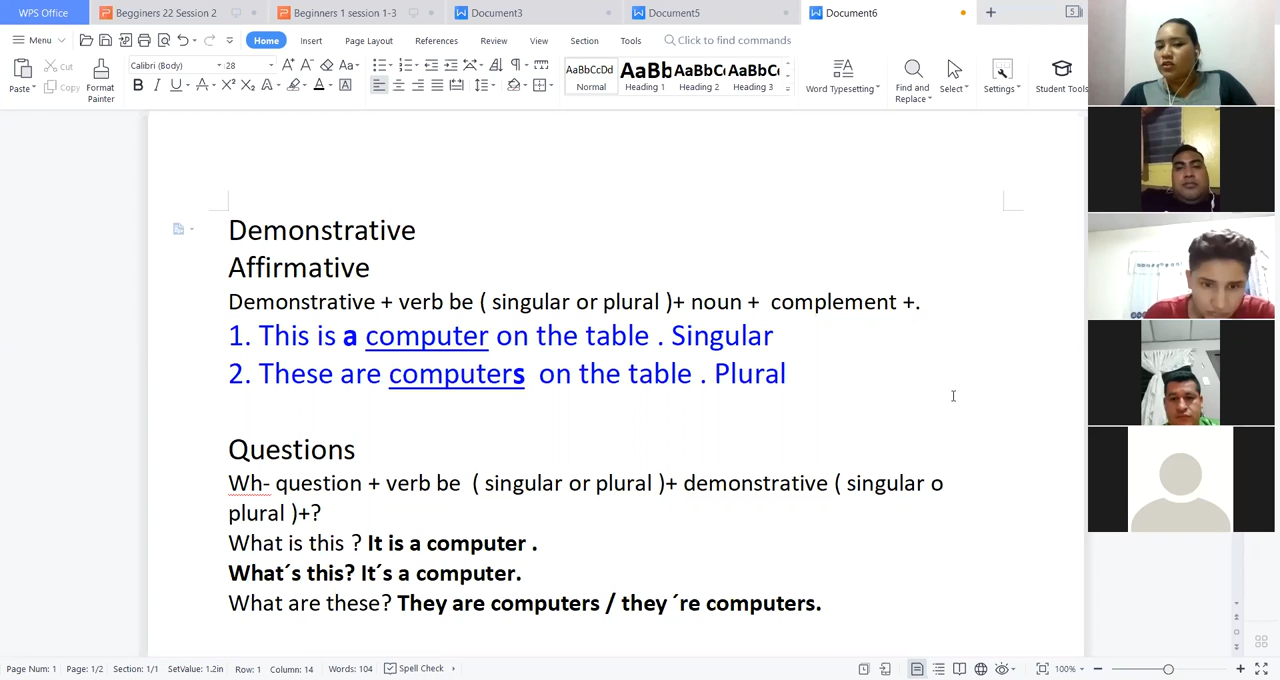 WPS Office
Begginers 22 Session 2
Beginners 1 session 1-3
Document3
Document5
Document6
5
Menu
Home
Insert
Page Layout
References
Review
View
Section
Tools
Click to find commands
Paste
Cut
Copy
Format Painter
Calibri (Body)
28
AaBbCcDd
Normal
AaBb
Heading 1
AaBbC
Heading 2
AaBbC
Heading 3
Word Typesetting
Find and Replace
Select
Settings
Student Tools
Demonstrative
Affirmative
Demonstrative + verb be ( singular or plural )+ noun +  complement +.
1. This is a computer on the table . Singular
2. These are computers  on the table . Plural
Questions
Wh- question + verb be  ( singular or plural )+ demonstrative ( singular o
plural )+?
What is this ? It is a computer .
What´s this? It´s a computer.
What are these? They are computers / they ´re computers.
Page Num: 1
Page: 1/2
Section: 1/1
SetValue: 1.2in
Row: 1
Column: 14
Words: 104
Spell Check
100%